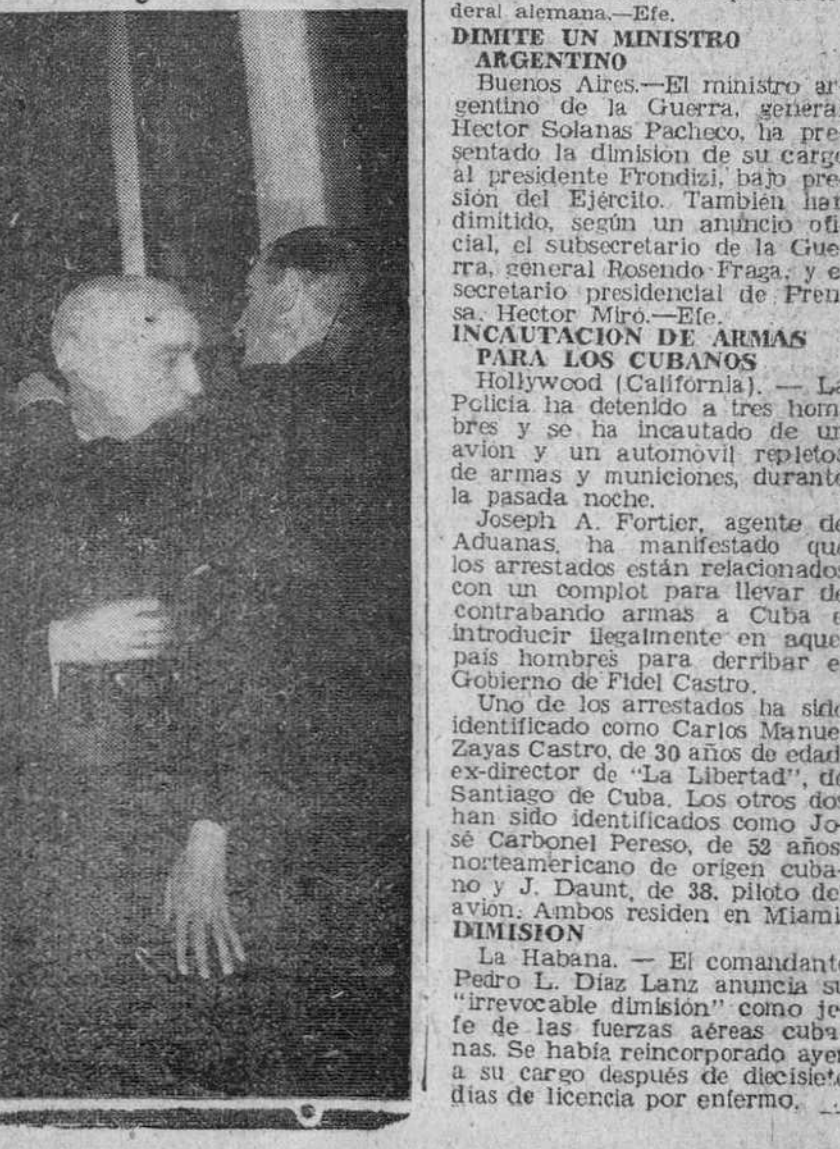 deral alemana.—Efe.
DIMITE UN MINISTRO
ARGENTINO
Buenos Aires.—El ministro ar
gentino de la Guerra, genera
Hector Solanas Pacheco, ha pre
sentado la dimisión de su cargo
al presidente Frondizi, bajo pre
sión del Ejército. También han
dimitido, según un anuncio ofi
cial, el subsecretario de la Gue
rra, general Rosendo Fraga, y e
secretario presidencial de Pren
sa, Hector Miró.—Efe.
INCAUTACION DE ARMAS
PARA LOS CUBANOS
Hollywood (California). — La
Policía ha detenido a tres hom
bres y se ha incautado de un
avión y un automóvil repletos
de armas y municiones, durante
la pasada noche.
Joseph A. Fortier, agente de
Aduanas, ha manifestado que
los arrestados están relacionados
con un complot para llevar de
contrabando armas a Cuba e
introducir ilegalmente en aque
país hombres para derribar e
Gobierno de Fidel Castro.
Uno de los arrestados ha sido
identificado como Carlos Manue
Zayas Castro, de 30 años de edad
ex-director de "La Libertad", de
Santiago de Cuba. Los otros dos
han sido identificados como Jo-
sé Carbonel Pereso, de 52 años,
norteamericano de origen cuba-
no y J. Daunt, de 38. piloto de
avión. Ambos residen en Miami
DIMISION
La Habana. — El comandante
Pedro L. Díaz Lanz anuncia su
"irrevocable dimisión" como je-
fe de las fuerzas aéreas cuba
nas. Se había reincorporado ayer
a su cargo después de diecisiete
días de licencia por enfermo.